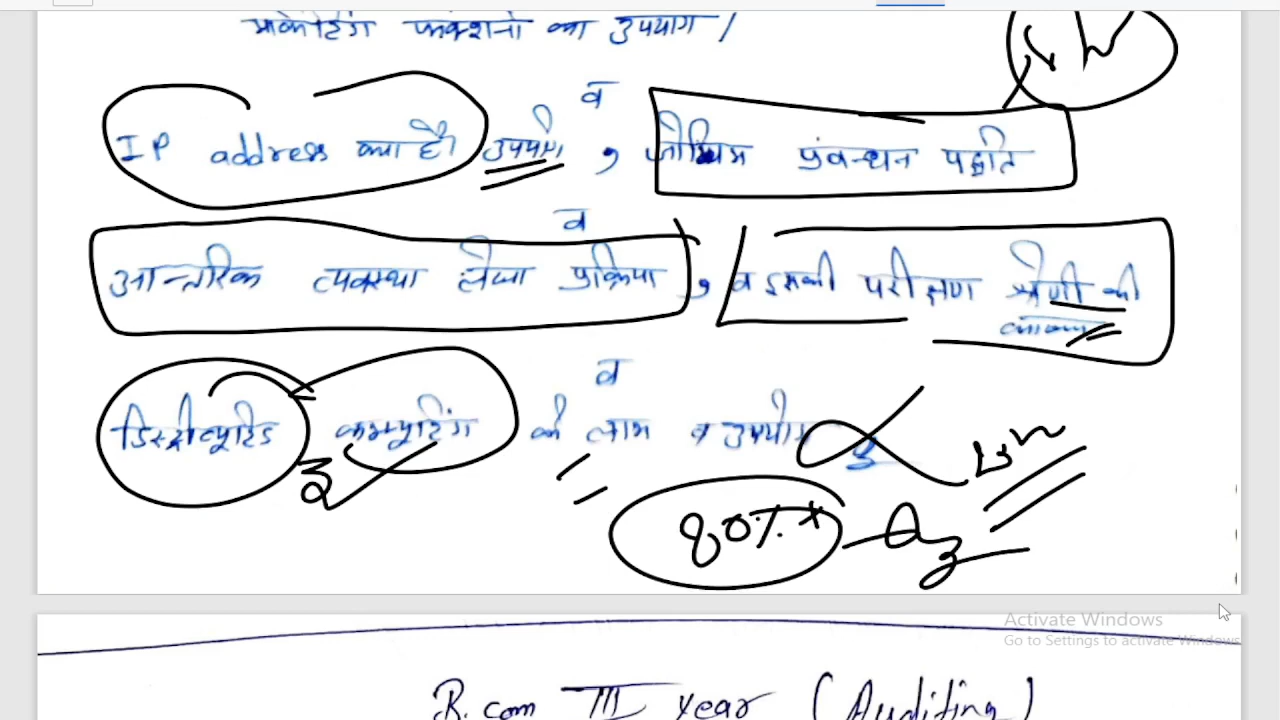 मार्केटिंग फंक्शनो का उपयोग /
व
IP address क्या है। उपयोग , जोखिम प्रबन्धन पद्धति
व
आन्तरिक व्यवस्था लेखा प्रक्रिया , व इसकी परीक्षण श्रेणी की
व
डिस्ट्रीब्यूटिड कम्प्यूटिंग के लाभ व उपयोग
80%+
Activate Windows
Go to Settings to activate Windows.
B.com III Year (Auditing)